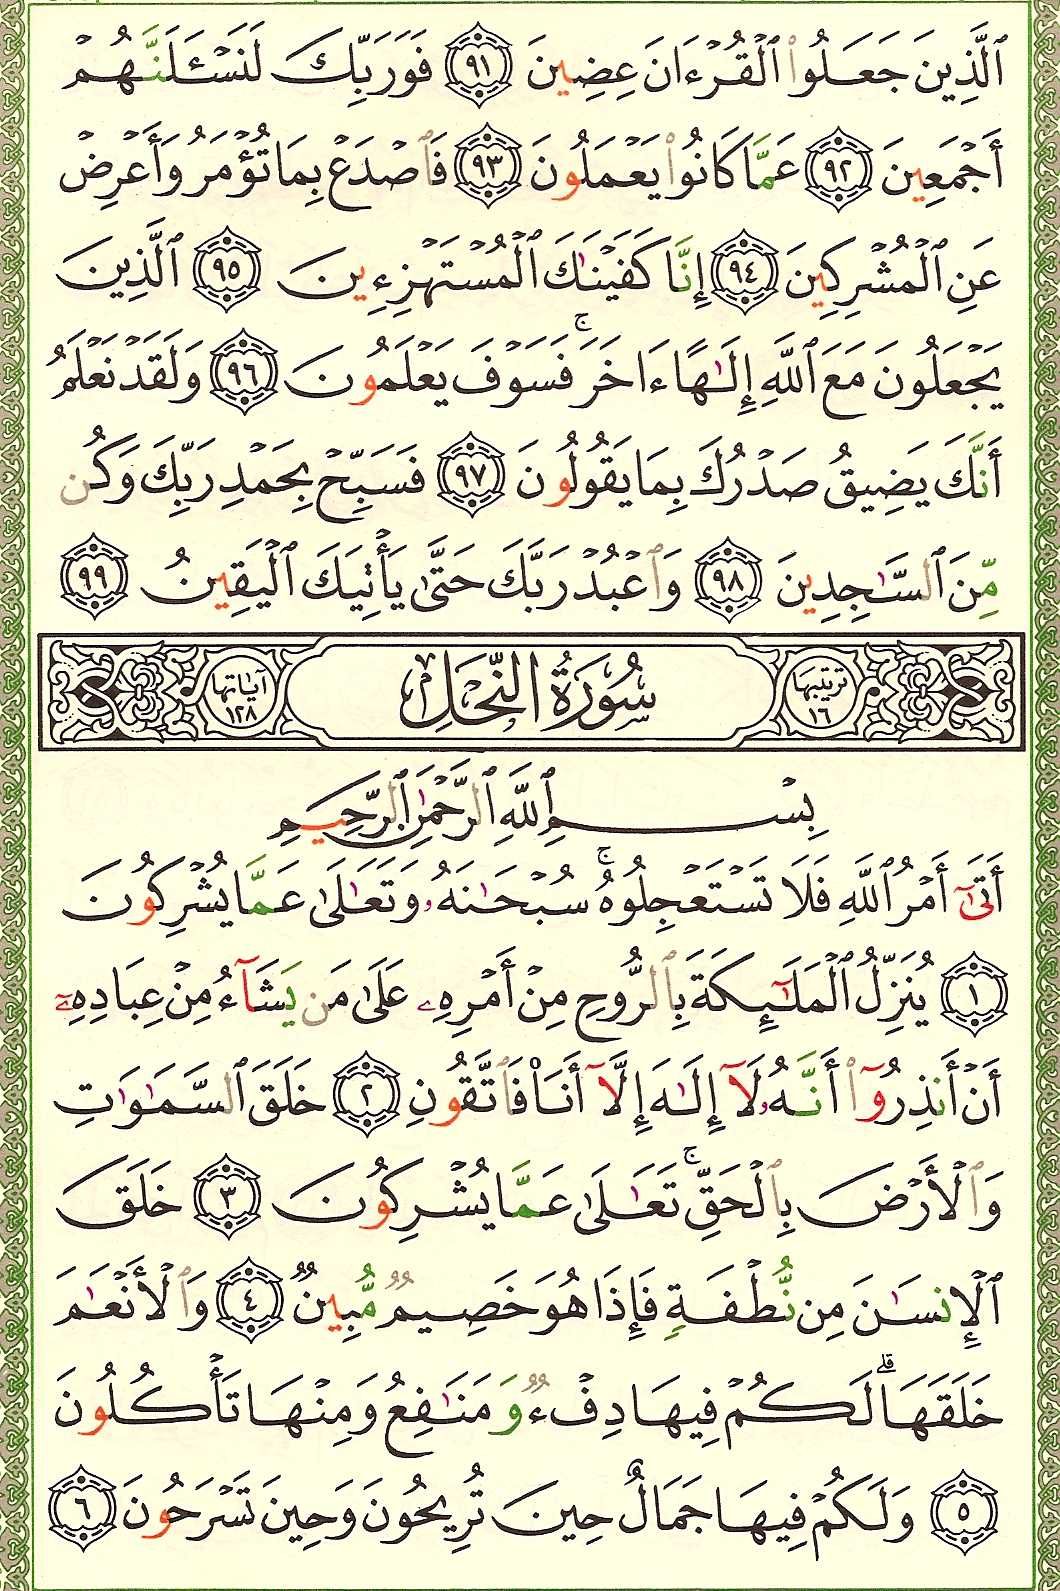 ٱلَّذِينَ جَعَلُوا۟ ٱلْقُرْءَانَ عِضِينَ ٩١ فَوَرَبِّكَ لَنَسْـَٔلَنَّهُمْ
أَجْمَعِينَ ٩٢ عَمَّا كَانُوا۟ يَعْمَلُونَ ٩٣ فَٱصْدَعْ بِمَا تُؤْمَرُ وَأَعْرِضْ
عَنِ ٱلْمُشْرِكِينَ ٩٤ إِنَّا كَفَيْنَٰكَ ٱلْمُسْتَهْزِءِينَ ٩٥ ٱلَّذِينَ
يَجْعَلُونَ مَعَ ٱللَّهِ إِلَٰهًا ءَاخَرَ ۚ فَسَوْفَ يَعْلَمُونَ ٩٦ وَلَقَدْ نَعْلَمُ
أَنَّكَ يَضِيقُ صَدْرُكَ بِمَا يَقُولُونَ ٩٧ فَسَبِّحْ بِحَمْدِ رَبِّكَ وَكُن
مِّنَ ٱلسَّٰجِدِينَ ٩٨ وَٱعْبُدْ رَبَّكَ حَتَّىٰ يَأْتِيَكَ ٱلْيَقِينُ ٩٩
ترتيبها ١٦ سُورَةُ النَّحْلِ آياتها ١٢٨
بِسْمِ ٱللَّهِ ٱلرَّحْمَٰنِ ٱلرَّحِيمِ
أَتَىٰٓ أَمْرُ ٱللَّهِ فَلَا تَسْتَعْجِلُوهُ ۚ سُبْحَٰنَهُۥ وَتَعَٰلَىٰ عَمَّا يُشْرِكُونَ
١ يُنَزِّلُ ٱلْمَلَٰٓئِكَةَ بِٱلرُّوحِ مِنْ أَمْرِهِۦ عَلَىٰ مَن يَشَآءُ مِنْ عِبَادِهِۦٓ
أَنْ أَنذِرُوٓا۟ أَنَّهُۥ لَآ إِلَٰهَ إِلَّآ أَنَا۠ فَٱتَّقُونِ ٢ خَلَقَ ٱلسَّمَٰوَٰتِ
وَٱلْأَرْضَ بِٱلْحَقِّ ۚ تَعَٰلَىٰ عَمَّا يُشْرِكُونَ ٣ خَلَقَ
ٱلْإِنسَٰنَ مِن نُّطْفَةٍ فَإِذَا هُوَ خَصِيمٌ مُّبِينٌ ٤ وَٱلْأَنْعَٰمَ
خَلَقَهَا ۗ لَكُمْ فِيهَا دِفْءٌ وَمَنَٰفِعُ وَمِنْهَا تَأْكُلُونَ
٥ وَلَكُمْ فِيهَا جَمَالٌ حِينَ تُرِيحُونَ وَحِينَ تَسْرَحُونَ ٦